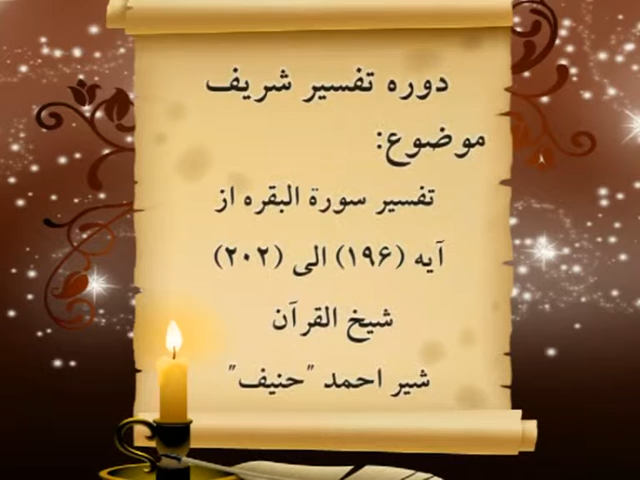 دوره تفسیر شریف
موضوع:
تفسیر سورة البقره از
آیه (۱۹۶) الی (۲۰۲)
شیخ القرآن
شیر احمد "حنیف"